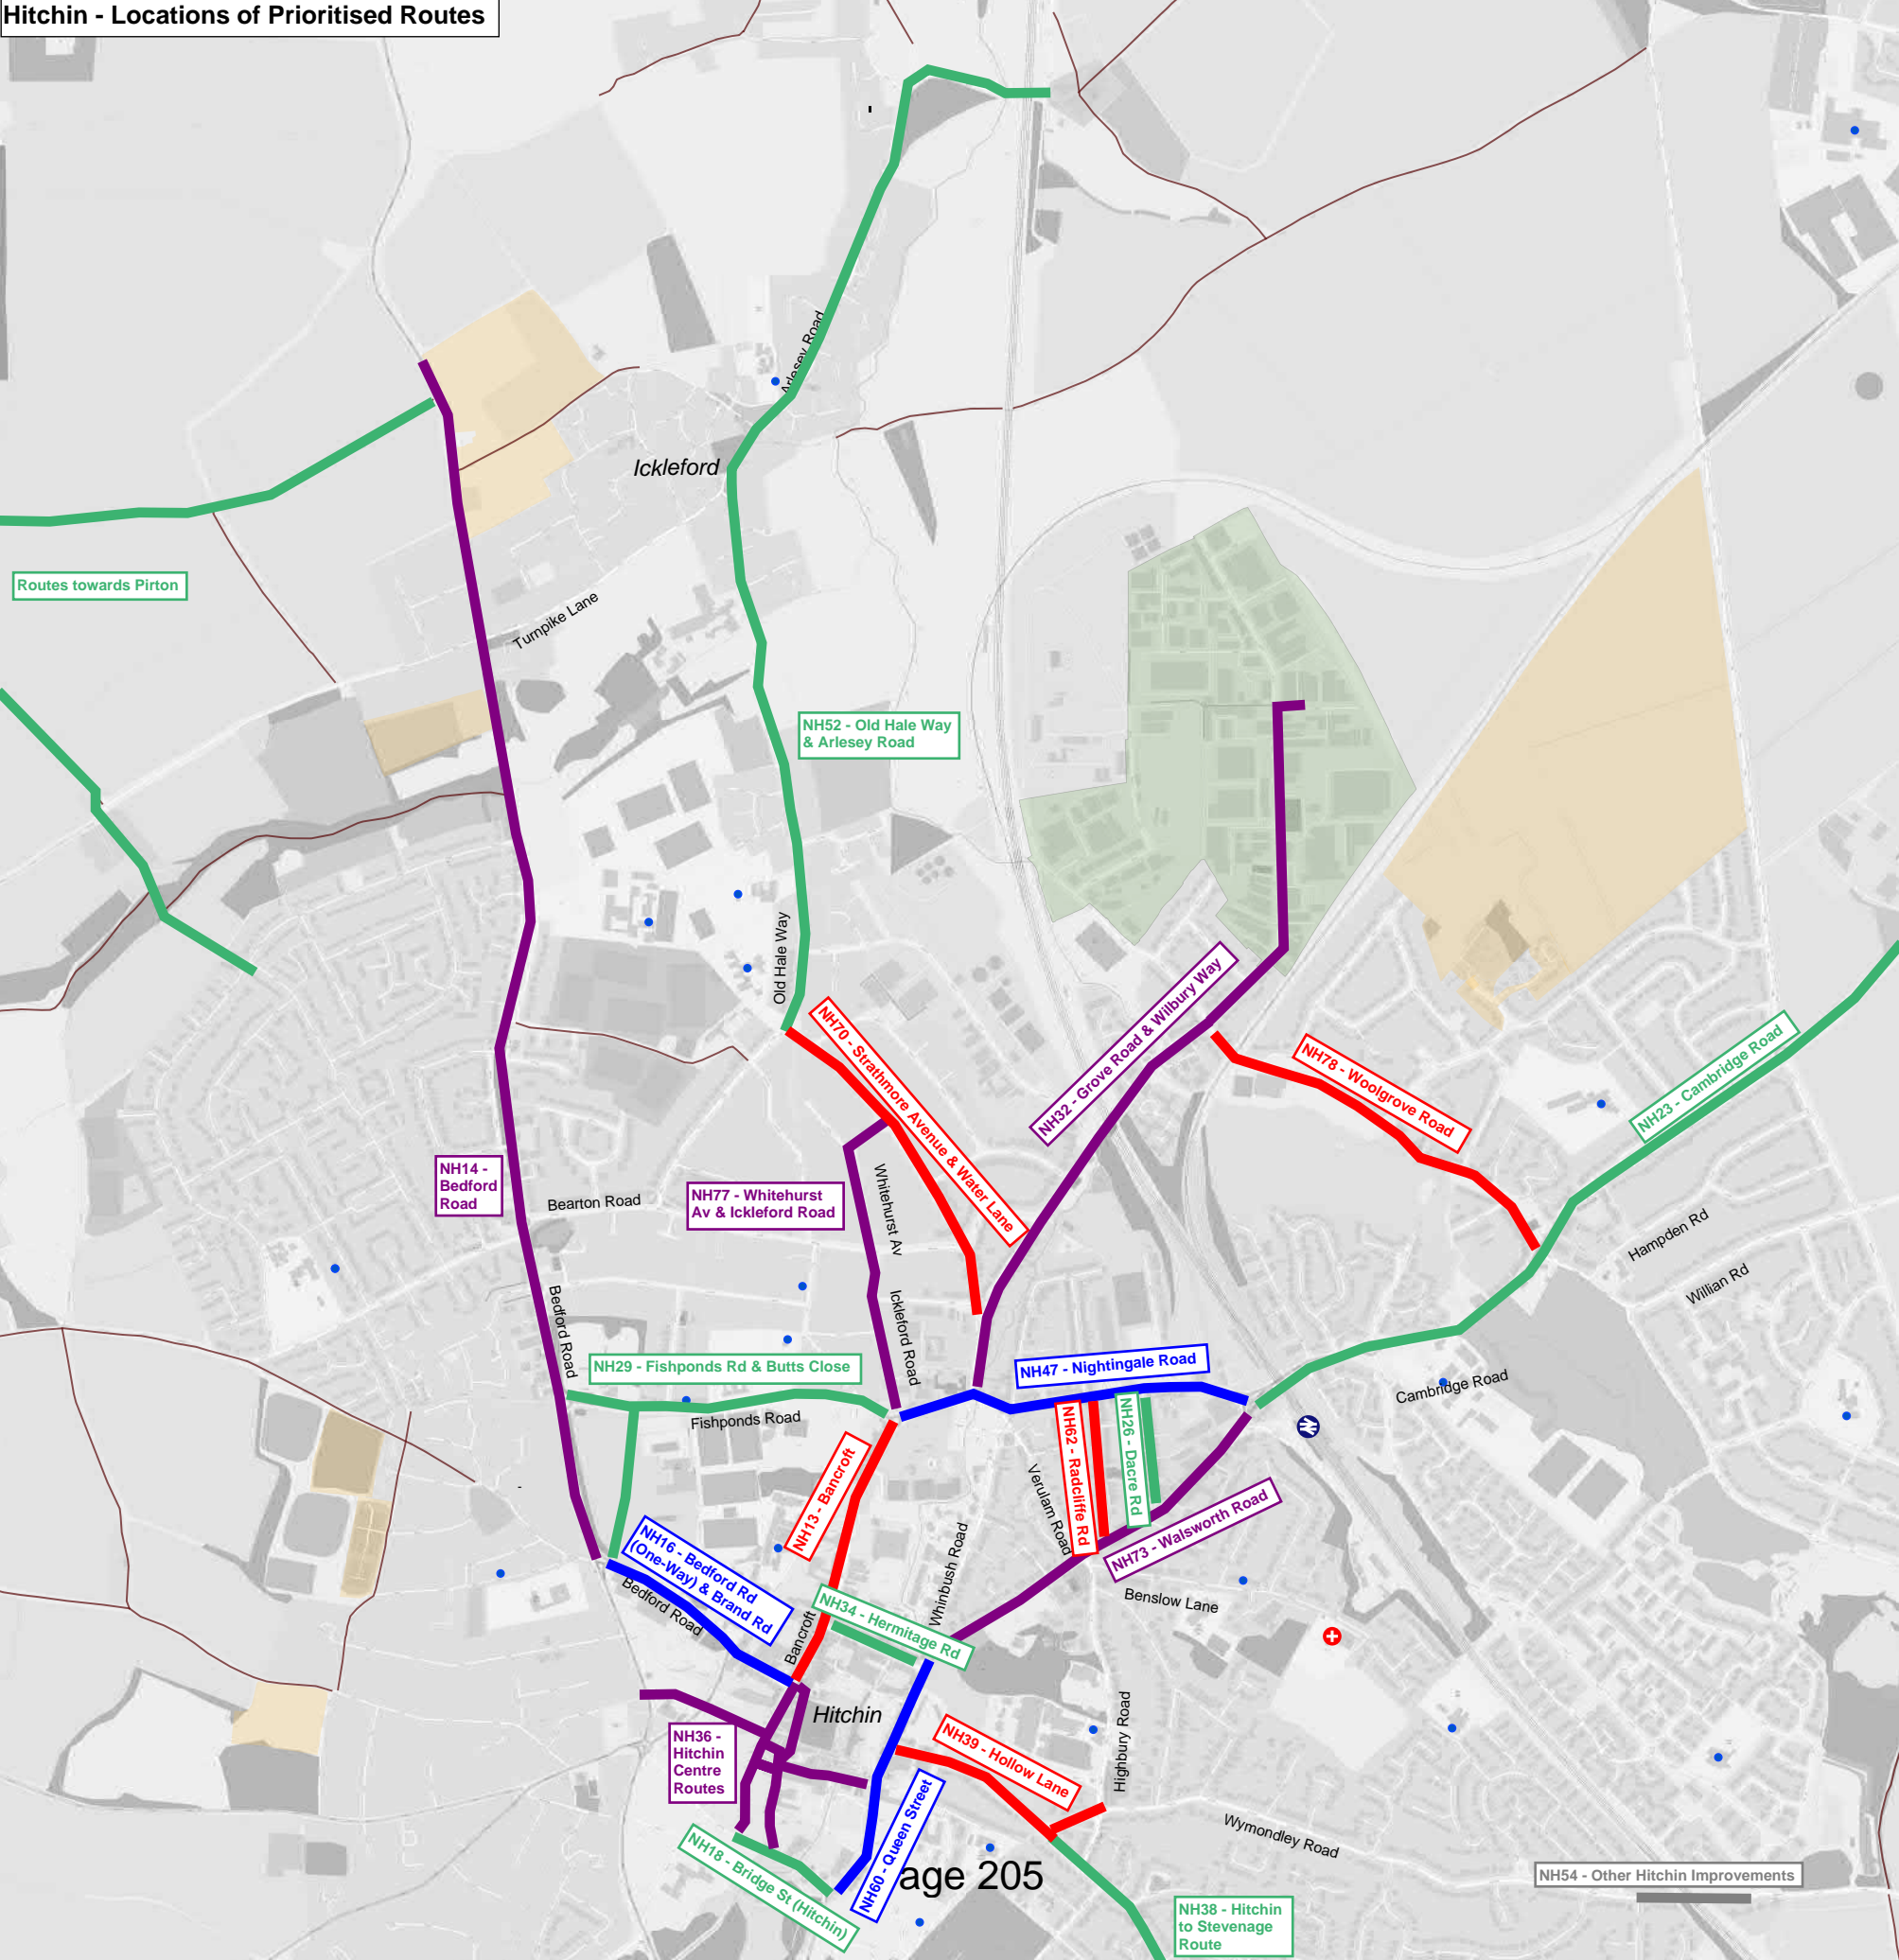 Hitchin - Locations of Prioritised Routes
Arlesey Road
Ickleford
Routes towards Pirton
Turnpike Lane
NH52 - Old Hale Way
& Arlesey Road
Old Hale Way
NH70 - Strathmore Avenue & Water Lane
NH32 - Grove Road & Wilbury Way
NH78 - Woolgrove Road
NH23 - Cambridge Road
NH14 -
Bedford
Road
Bearton Road
NH77 - Whitehurst
Av & Ickleford Road
Whitehurst Av
Hampden Rd
Willian Rd
Bedford Road
Ickleford Road
NH29 - Fishponds Rd & Butts Close
NH47 - Nightingale Road
Cambridge Road
Fishponds Road
NH13 - Bancroft
NH62 - Radcliffe Rd
NH26 - Dacre Rd
Verulam Road
NH73 - Walsworth Road
NH16 - Bedford Rd
(One-Way) & Brand Rd
Bedford Road
Bancroft
NH34 - Hermitage Rd
Whinbush Road
Benslow Lane
Hitchin
NH36 -
Hitchin
Centre
Routes
NH39 - Hollow Lane
Highbury Road
NH18 - Bridge St (Hitchin)
NH60 - Queen Street
age 205
Wymondley Road
NH54 - Other Hitchin Improvements
NH38 - Hitchin
to Stevenage
Route